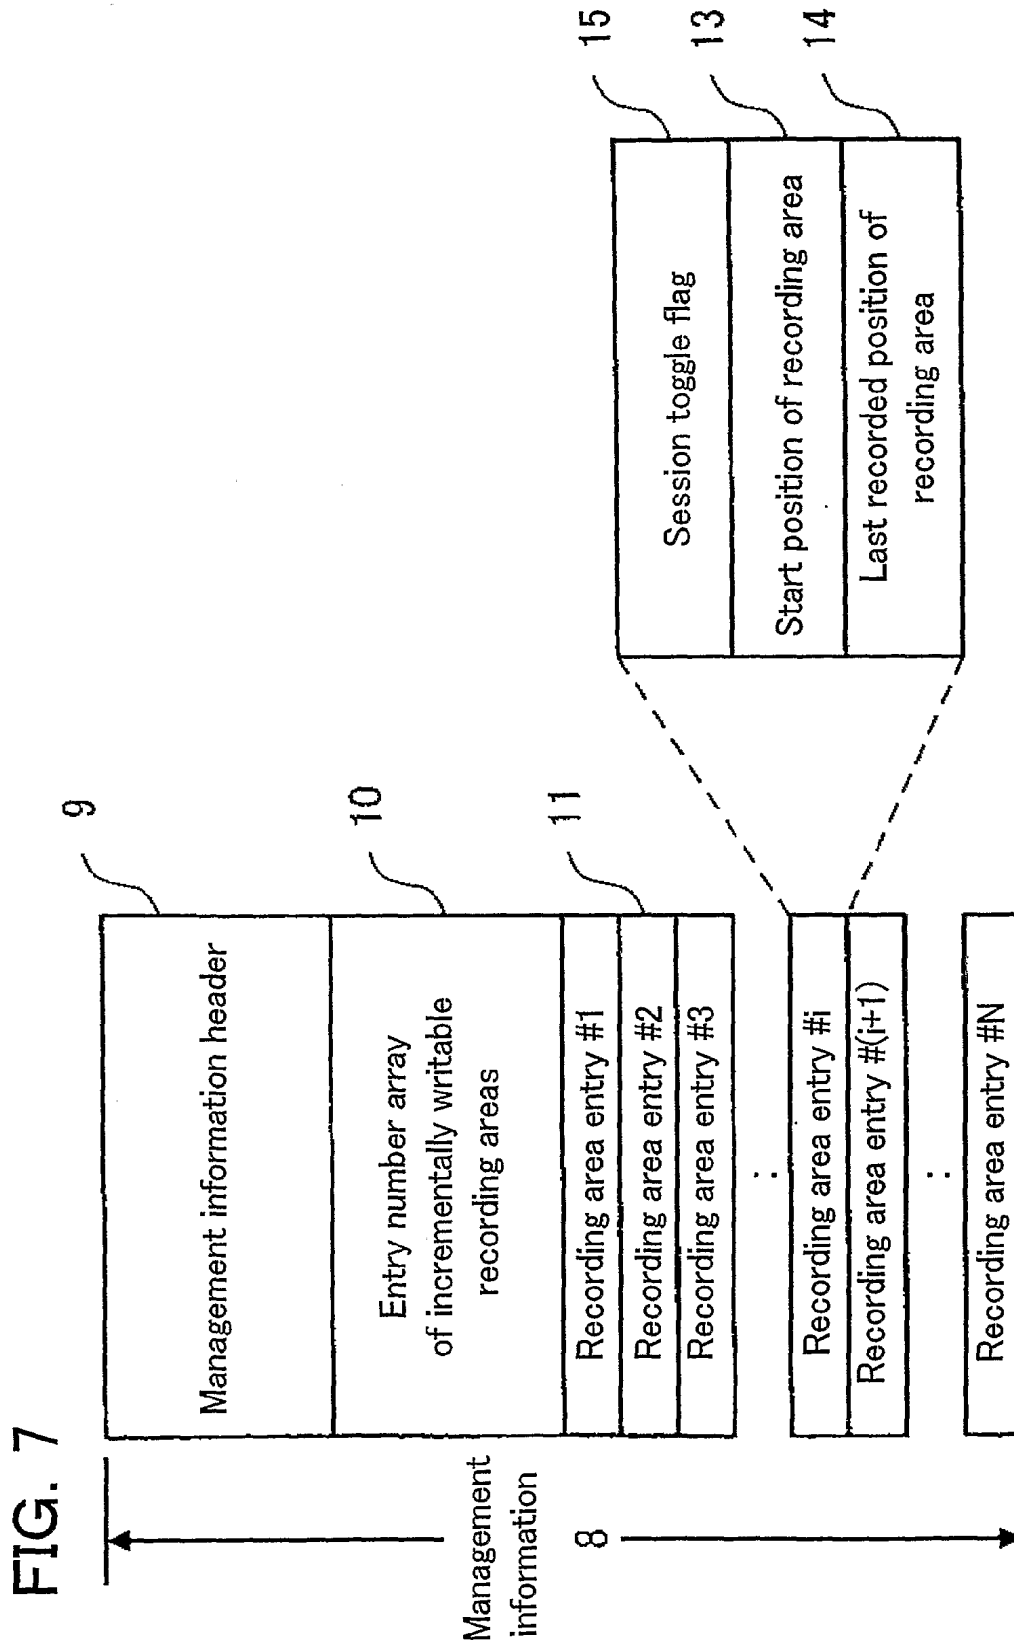 FIG. 7
Management
information
8
Management information header
9
Entry number array
of incrementally writable
recording areas
10
Recording area entry #1
Recording area entry #2
11
Recording area entry #3
:
Recording area entry #i
Recording area entry #(i+1)
:
Recording area entry #N
Session toggle flag
15
Start position of recording area
13
Last recorded position of
recording area
14